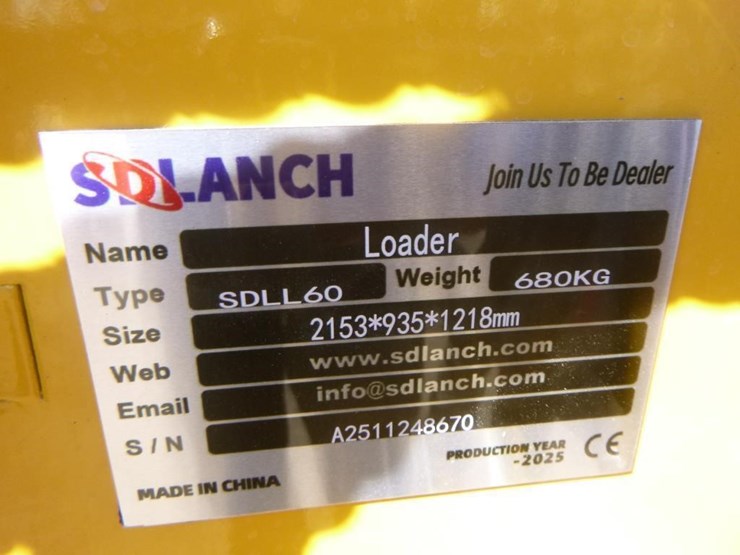 SDLANCH Join Us To Be Dealer
Name Loader
Type SDLL60 Weight 680KG
Size 2153*935*1218mm
Web www.sdlanch.com
Email info@sdlanch.com
S/N A2511248670
PRODUCTION YEAR CE
-2025
MADE IN CHINA